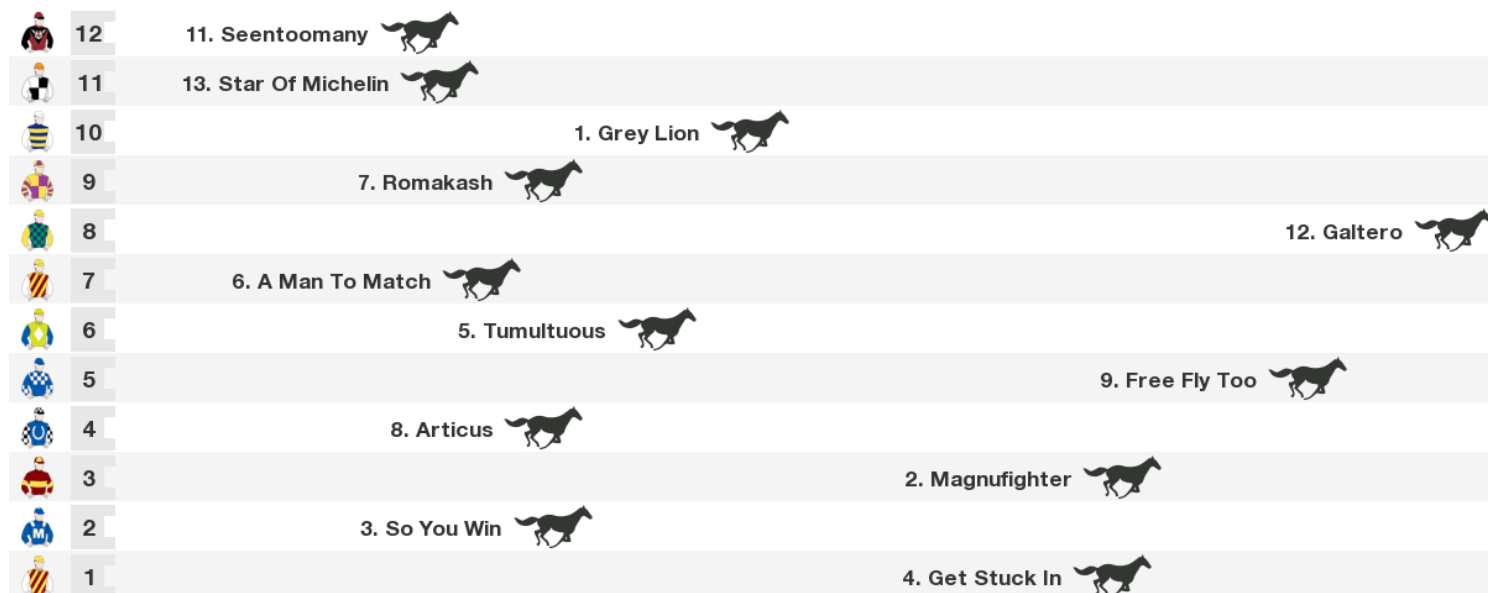 12 11. Seentoomany
11 13. Star Of Michelin
10 1. Grey Lion
9 7. Romakash
8 12. Galtero
7 6. A Man To Match
6 5. Tumultuous
5 9. Free Fly Too
4 8. Articus
3 2. Magnufighter
M 2 3. So You Win
1 4. Get Stuck In